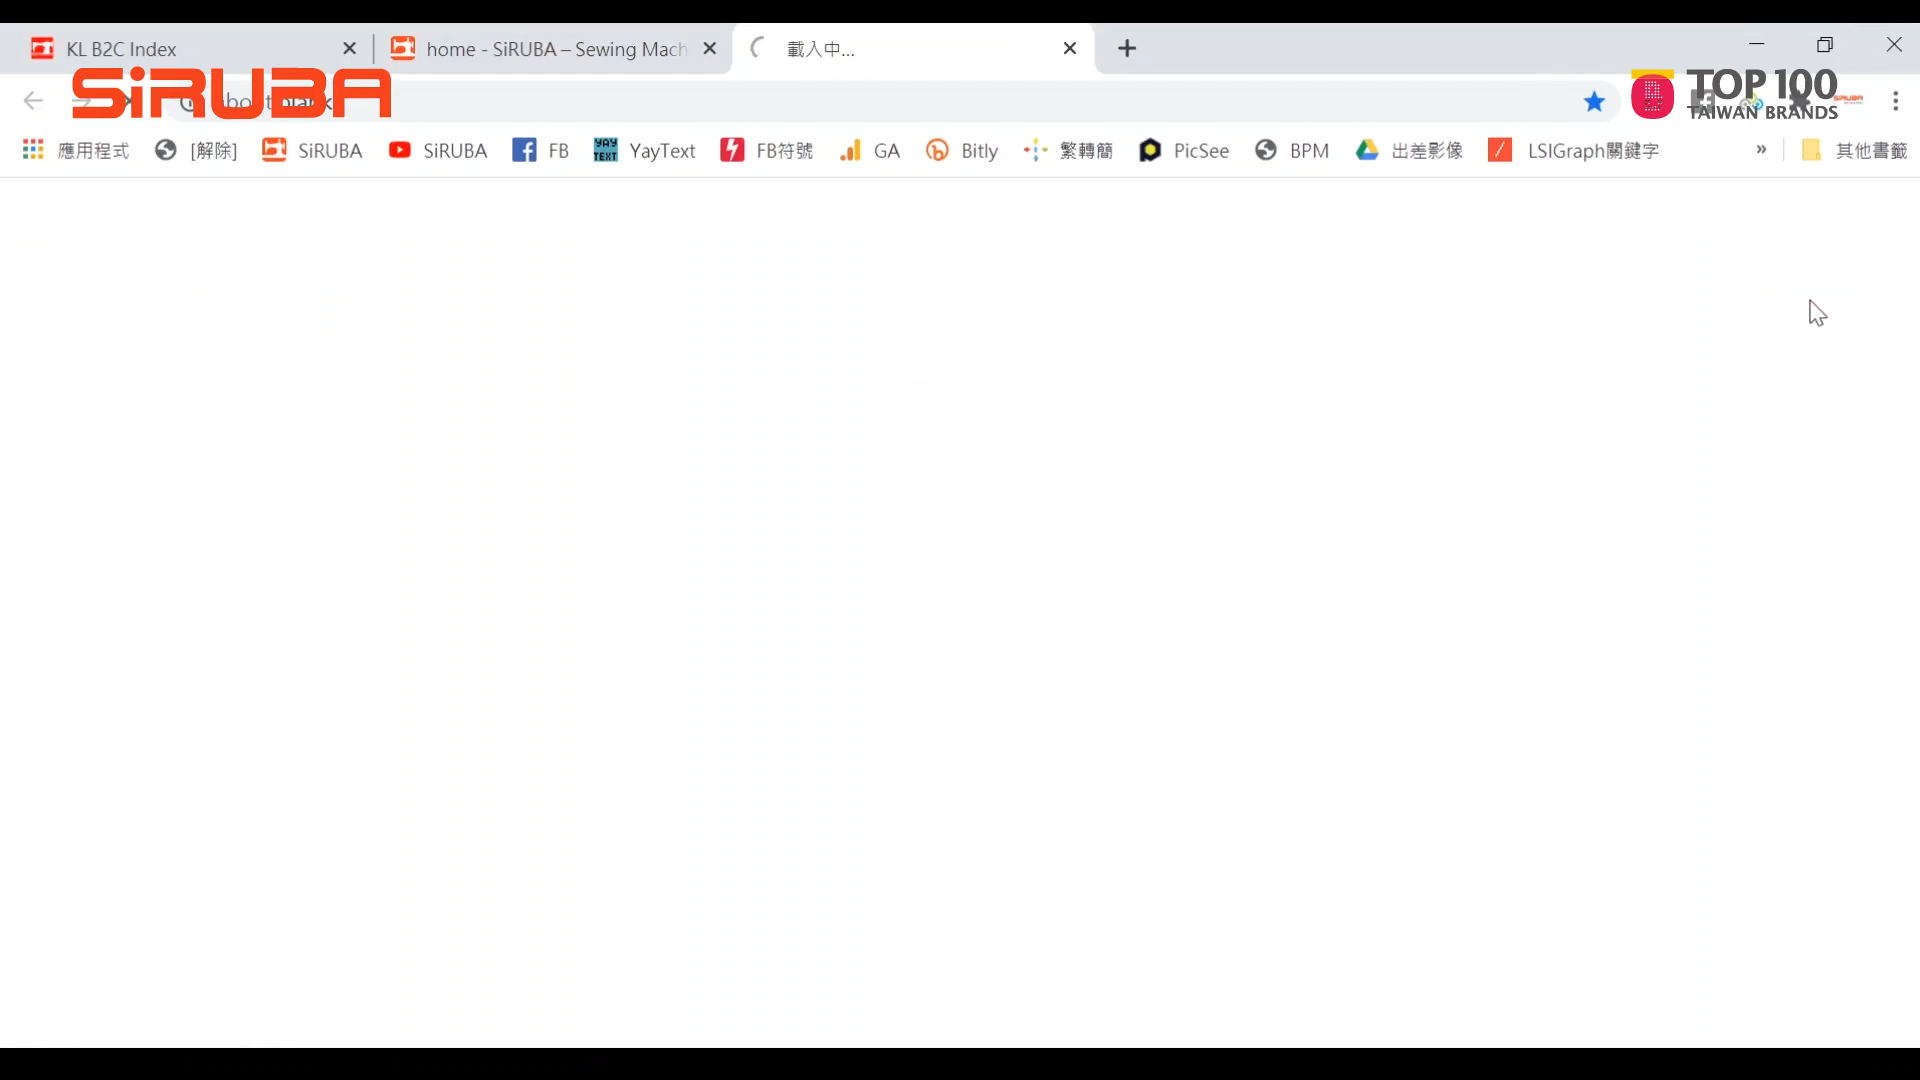 KL B2C Index
home - SiRUBA – Sewing Mach
載入中...
SiRUBA
TOP 100
TAIWAN BRANDS
應用程式 [解除] SiRUBA SiRUBA FB YAY TEXT YayText FB符號 GA Bitly 繁轉簡 PicSee BPM 出差影像 LSIGraph關鍵字 » 其他書籤